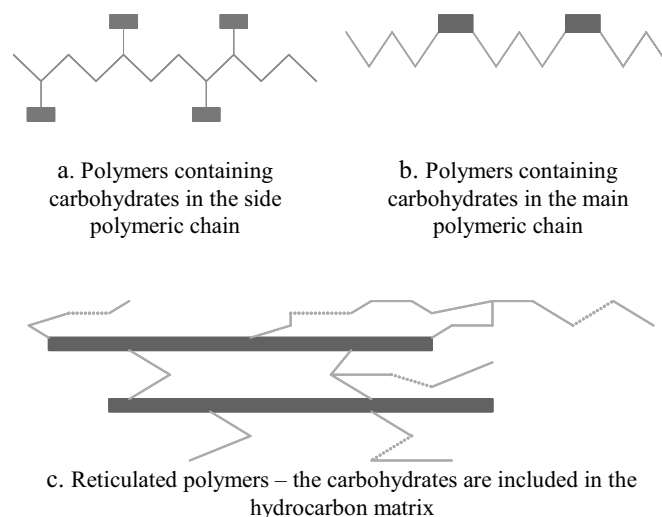 a. Polymers containing
carbohydrates in the side
polymeric chain
b. Polymers containing
carbohydrates in the main
polymeric chain
c. Reticulated polymers – the carbohydrates are included in the
hydrocarbon matrix